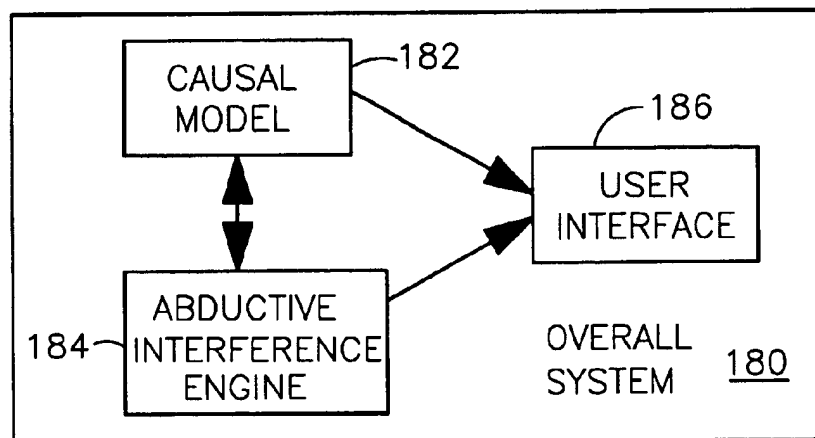 CAUSAL
MODEL
182
186
USER
INTERFACE
ABDUCTIVE
INTERFERENCE
ENGINE
184
OVERALL
SYSTEM
180